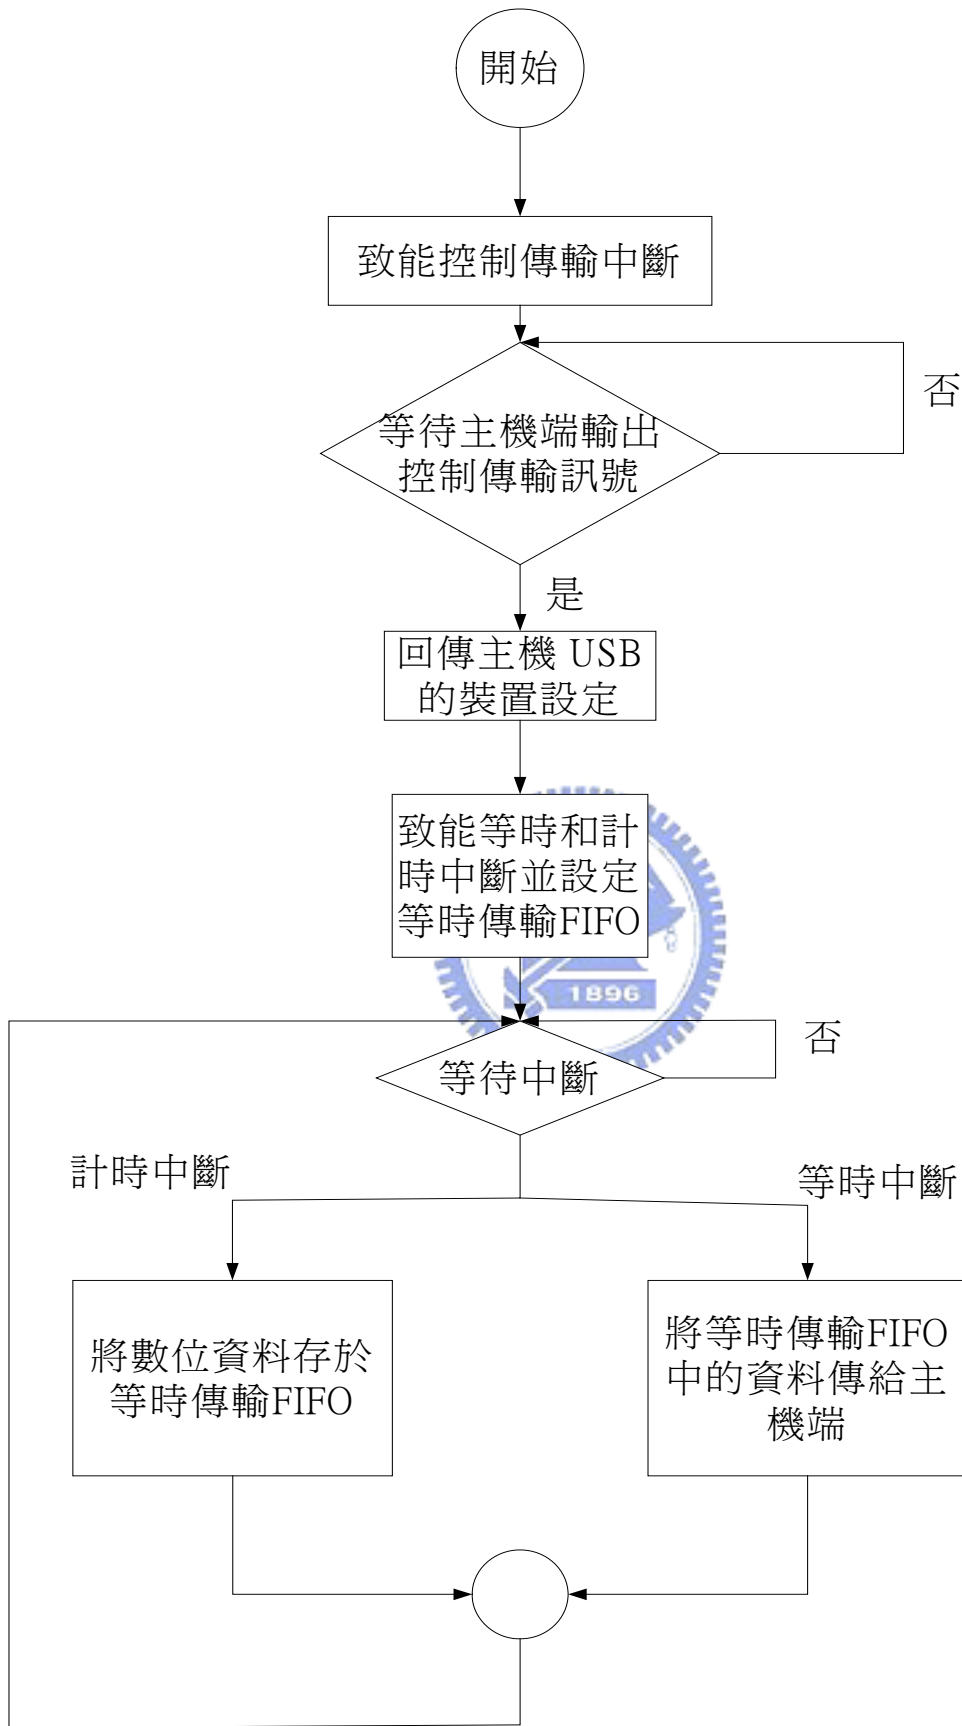 開始
致能控制傳輸中斷
否
等待主機端輸出
控制傳輸訊號
是
回傳主機 USB
的裝置設定
致能等時和計
時中斷並設定
等時傳輸FIFO
1896
否
等待中斷
計時中斷
等時中斷
將數位資料存於
等時傳輸FIFO
將等時傳輸FIFO
中的資料傳給主
機端